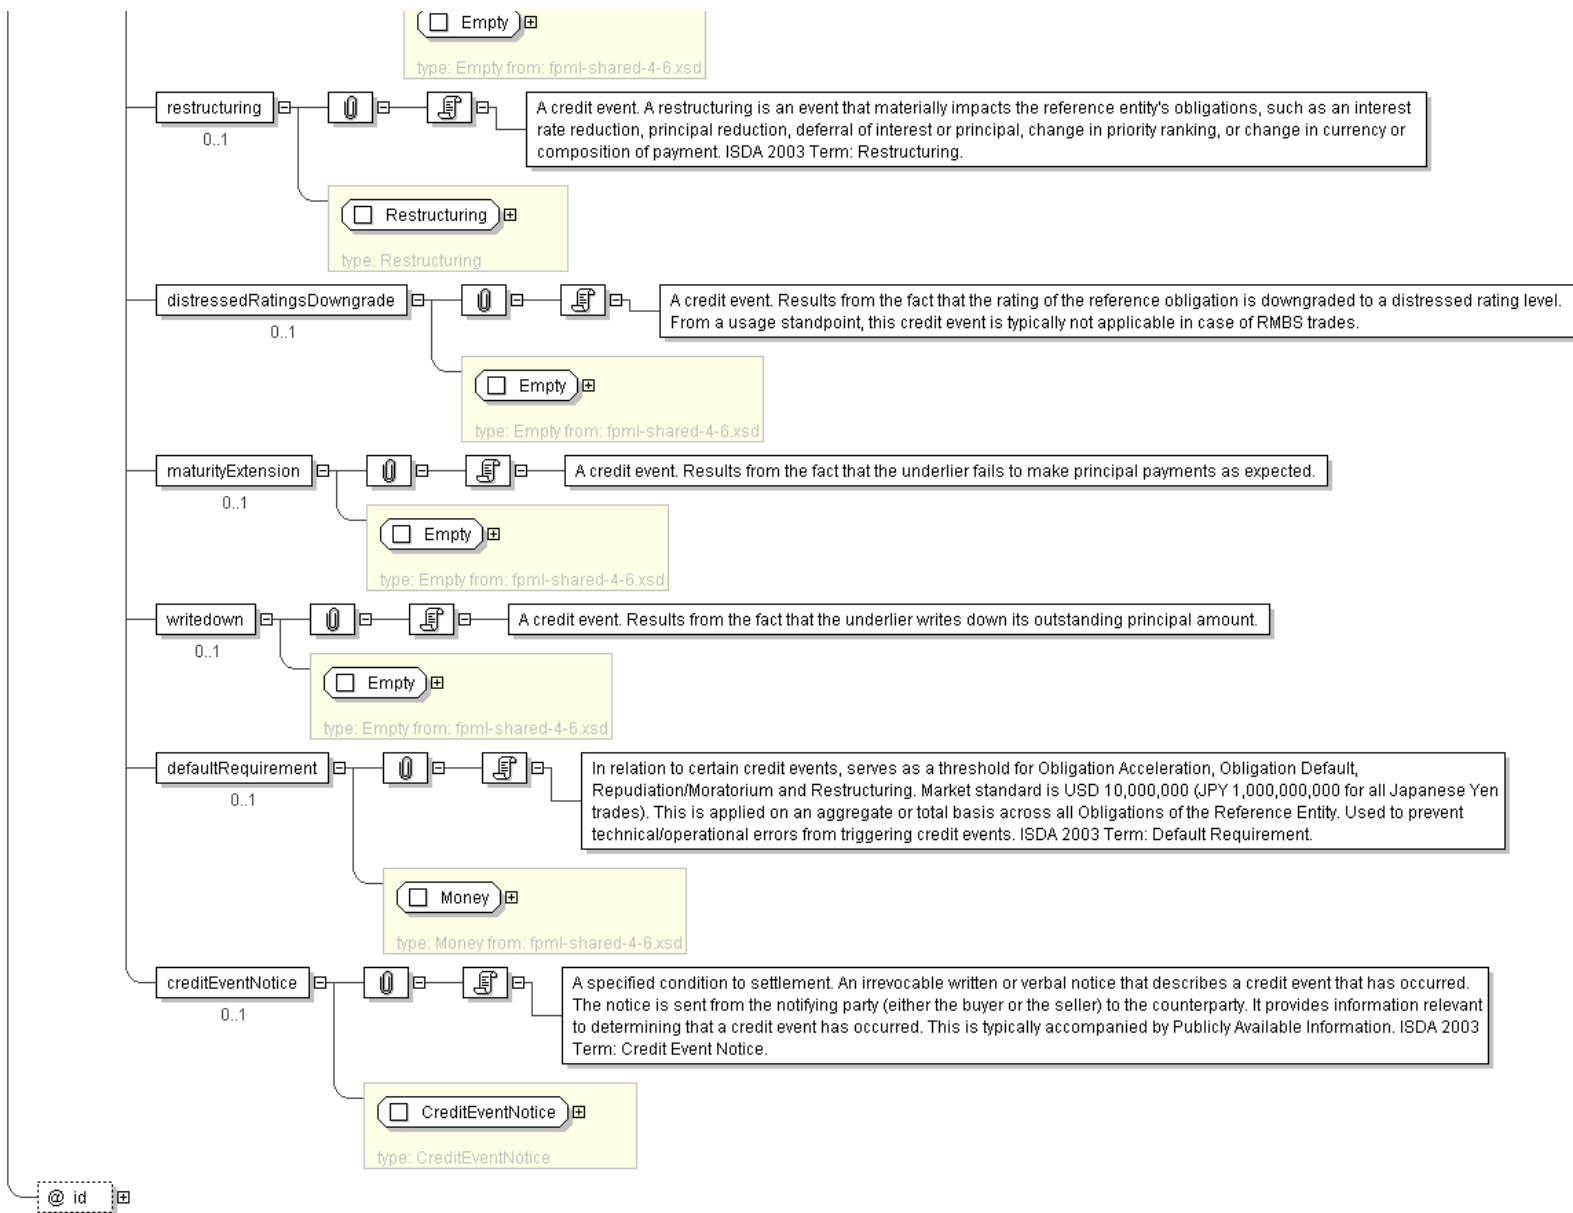 Empty
type: Empty from: fpml-shared-4-6.xsd
restructuring
0..1
A credit event. A restructuring is an event that materially impacts the reference entity's obligations, such as an interest
rate reduction, principal reduction, deferral of interest or principal, change in priority ranking, or change in currency or
composition of payment. ISDA 2003 Term: Restructuring.
Restructuring
type: Restructuring
distressedRatingsDowngrade
0..1
A credit event. Results from the fact that the rating of the reference obligation is downgraded to a distressed rating level.
From a usage standpoint, this credit event is typically not applicable in case of RMBS trades.
Empty
type: Empty from: fpml-shared-4-6.xsd
maturityExtension
0..1
A credit event. Results from the fact that the underlier fails to make principal payments as expected.
Empty
type: Empty from: fpml-shared-4-6.xsd
writedown
0..1
A credit event. Results from the fact that the underlier writes down its outstanding principal amount.
Empty
type: Empty from: fpml-shared-4-6.xsd
defaultRequirement
0..1
In relation to certain credit events, serves as a threshold for Obligation Acceleration, Obligation Default,
Repudiation/Moratorium and Restructuring. Market standard is USD 10,000,000 (JPY 1,000,000,000 for all Japanese Yen
trades). This is applied on an aggregate or total basis across all Obligations of the Reference Entity. Used to prevent
technical/operational errors from triggering credit events. ISDA 2003 Term: Default Requirement.
Money
type: Money from: fpml-shared-4-6.xsd
creditEventNotice
0..1
A specified condition to settlement. An irrevocable written or verbal notice that describes a credit event that has occurred.
The notice is sent from the notifying party (either the buyer or the seller) to the counterparty. It provides information relevant
to determining that a credit event has occurred. This is typically accompanied by Publicly Available Information. ISDA 2003
Term: Credit Event Notice.
CreditEventNotice
type: CreditEventNotice
@ id